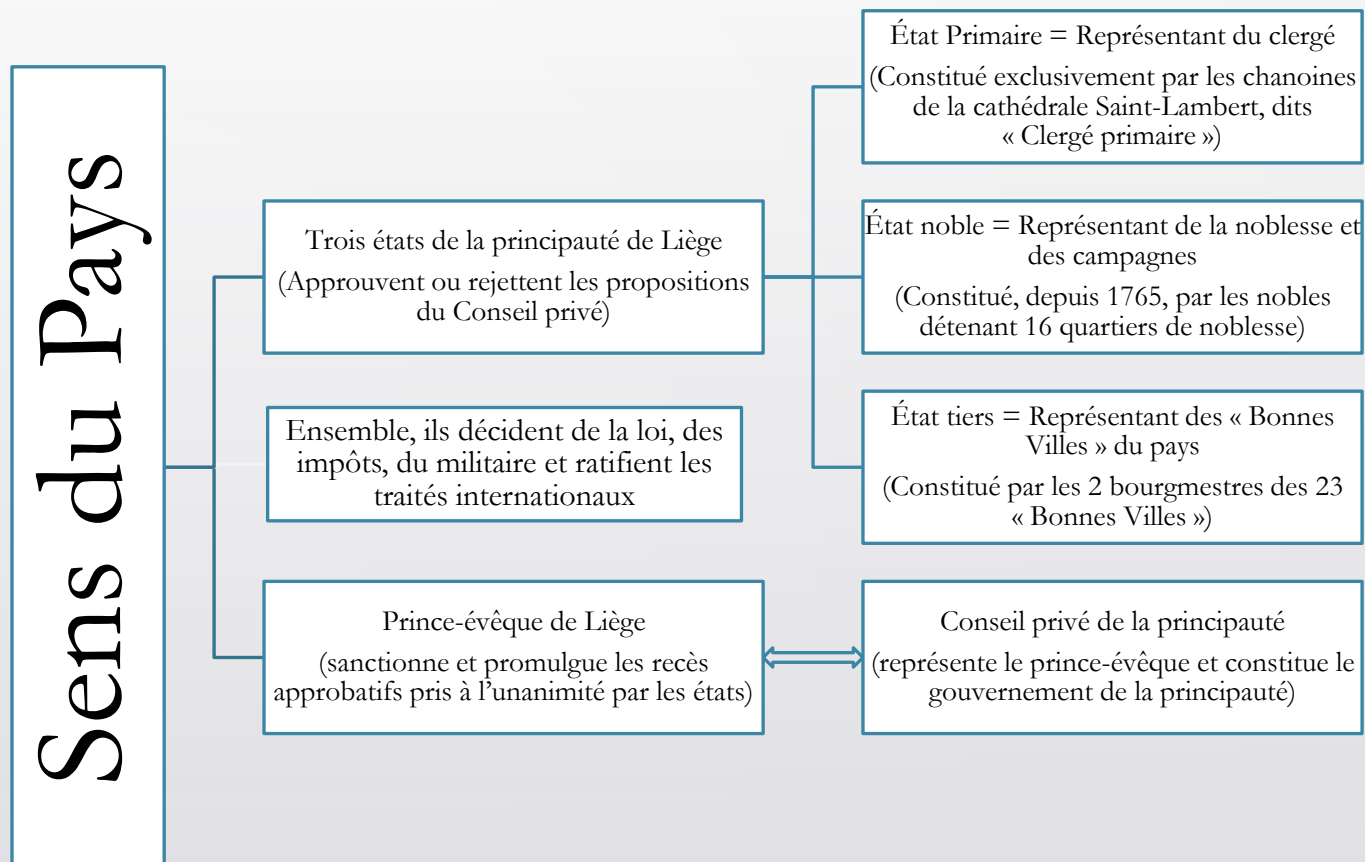 Sens du Pays
Trois états de la principauté de Liège
(Approuvent ou rejettent les propositions
du Conseil privé)
Ensemble, ils décident de la loi, des
impôts, du militaire et ratifient les
traités internationaux
Prince-évêque de Liège
(sanctionne et promulgue les recès
approbatifs pris à l’unanimité par les états)
État Primaire = Représentant du clergé
(Constitué exclusivement par les chanoines
de la cathédrale Saint-Lambert, dits
« Clergé primaire »)
État noble = Représentant de la noblesse et
des campagnes
(Constitué, depuis 1765, par les nobles
détenant 16 quartiers de noblesse)
État tiers = Représentant des « Bonnes
Villes » du pays
(Constitué par les 2 bourgmestres des 23
« Bonnes Villes »)
Conseil privé de la principauté
(représente le prince-évêque et constitue le
gouvernement de la principauté)